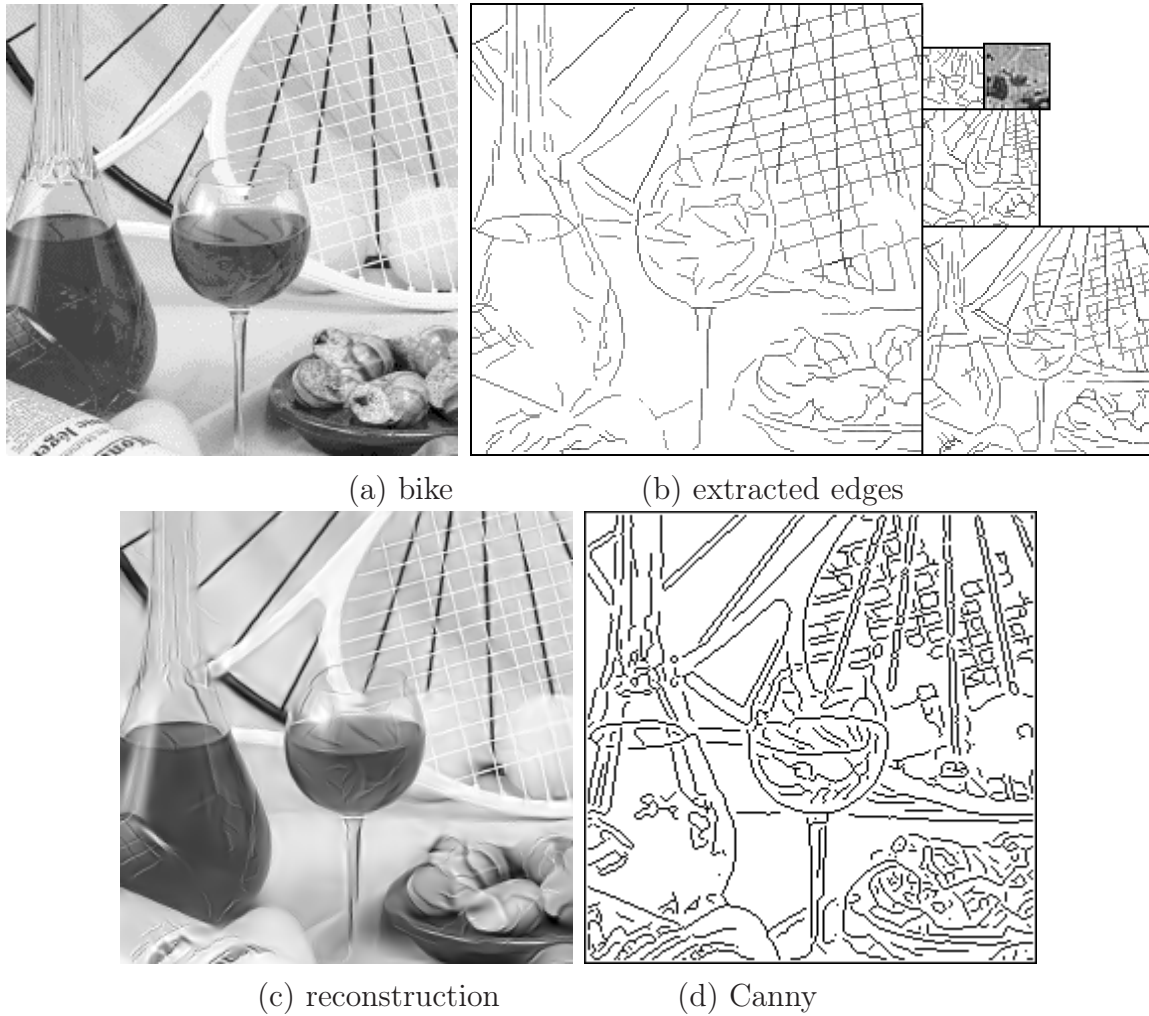 (a) bike
(b) extracted edges
(c) reconstruction
(d) Canny